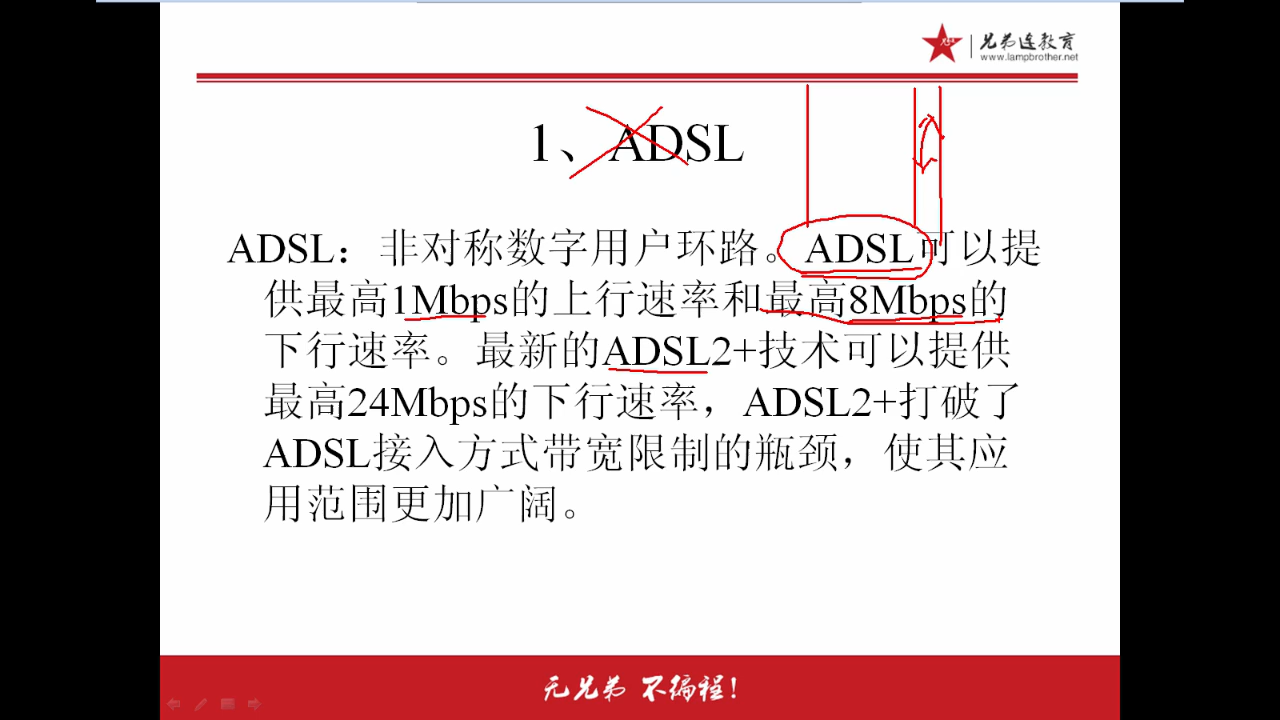 兄弟连教育
www.lampbrother.net
1、ADSL
ADSL：非对称数字用户环路。ADSL可以提
供最高1Mbps的上行速率和最高8Mbps的
下行速率。最新的ADSL2+技术可以提供
最高24Mbps的下行速率，ADSL2+打破了
ADSL接入方式带宽限制的瓶颈，使其应
用范围更加广阔。
无兄弟 不编程！